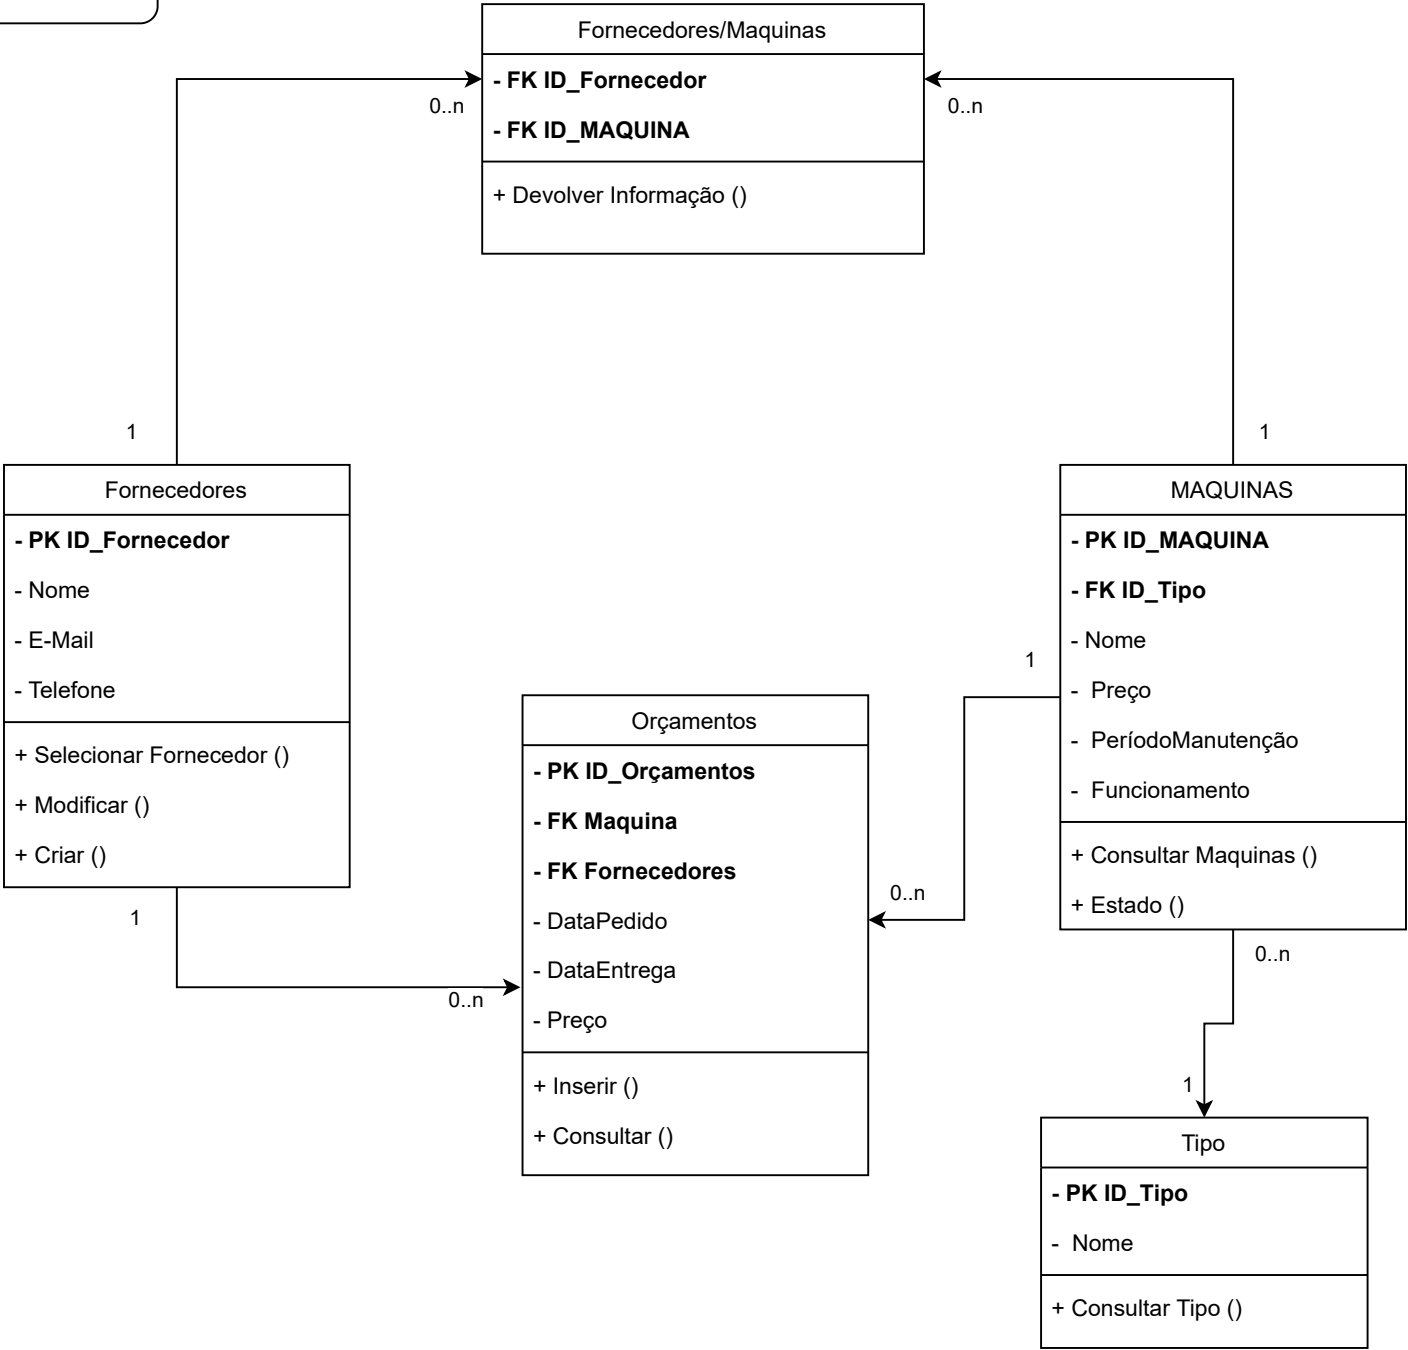 Fornecedores/Maquinas
- FK ID_Fornecedor
- FK ID_MAQUINA
+ Devolver Informação ()
0..n
0..n
1
1
Fornecedores
- PK ID_Fornecedor
- Nome
- E-Mail
- Telefone
+ Selecionar Fornecedor ()
+ Modificar ()
+ Criar ()
1
0..n
MAQUINAS
- PK ID_MAQUINA
- FK ID_Tipo
- Nome
- Preço
- PeríodoManutenção
- Funcionamento
+ Consultar Maquinas ()
+ Estado ()
1
0..n
Orçamentos
- PK ID_Orçamentos
- FK Maquina
- FK Fornecedores
- DataPedido
- DataEntrega
- Preço
+ Inserir ()
+ Consultar ()
0..n
1
Tipo
- PK ID_Tipo
- Nome
+ Consultar Tipo ()